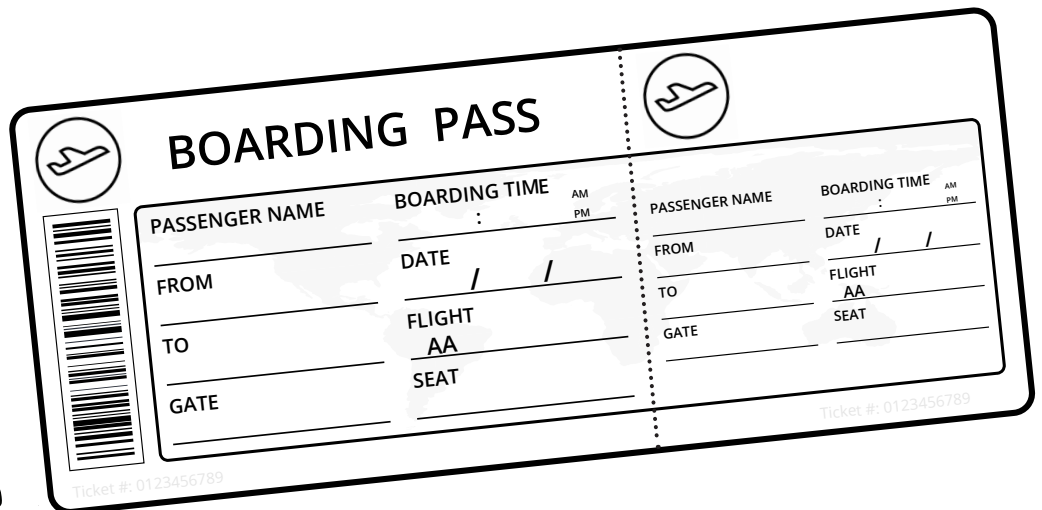 BOARDING PASS
PASSENGER NAME
FROM
TO
GATE
BOARDING TIME
: AM
PM
DATE
/ /
FLIGHT
AA
SEAT
Ticket #: 0123456789
PASSENGER NAME
FROM
TO
GATE
BOARDING TIME
: AM
PM
DATE
/ /
FLIGHT
AA
SEAT
Ticket #: 0123456789